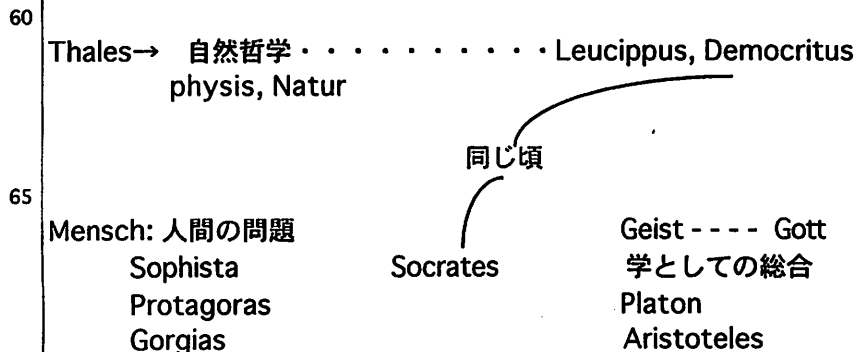 60
Thales→ 自然哲学・・・・・・・・・・Leucippus, Democritus
physis, Natur
同じ頃
65
Mensch: 人間の問題 Geist - - - - Gott
Sophista Socrates 学としての総合
Protagoras Platon
Gorgias Aristoteles